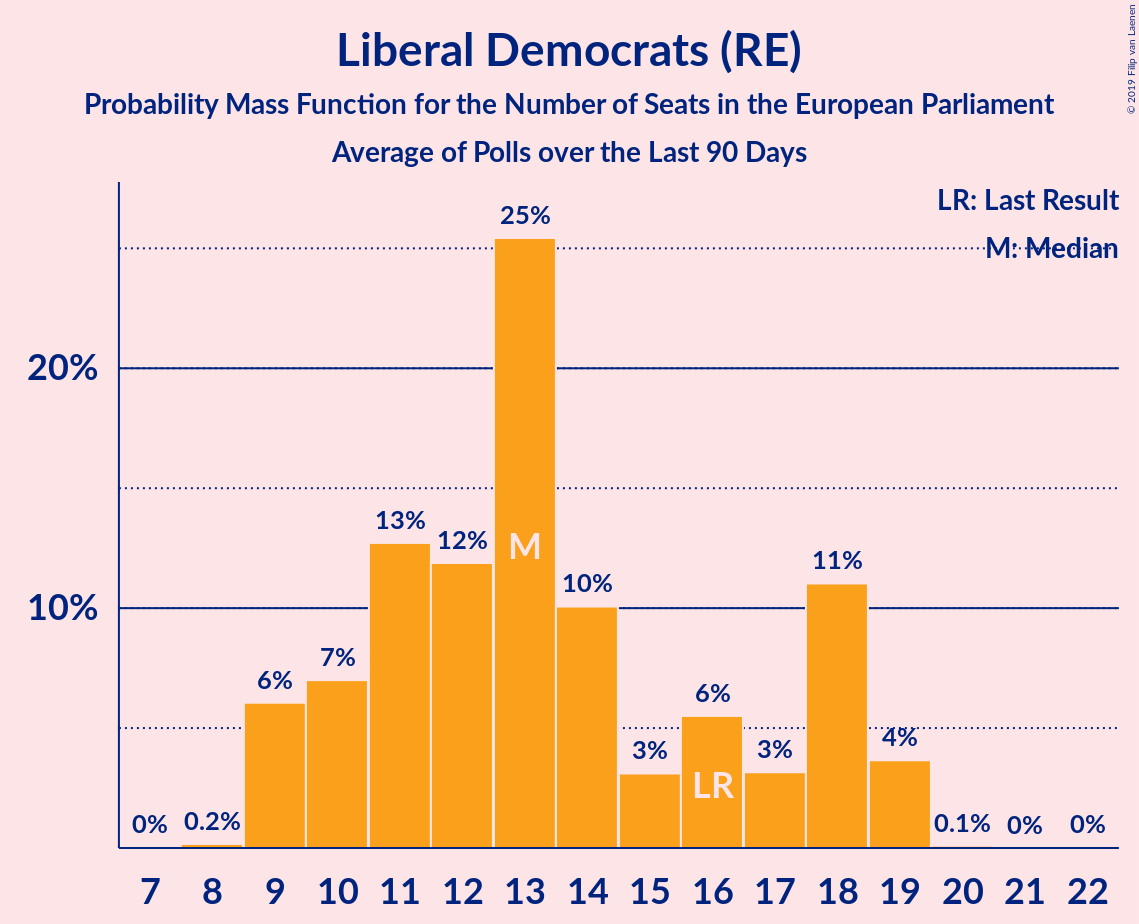 Liberal Democrats (RE)
Probability Mass Function for the Number of Seats in the European Parliament
Average of Polls over the Last 90 Days
© 2019 Filip van Laenen
LR: Last Result
M: Median
20%
10%
0%
0.2%
6%
7%
13%
12%
25%
10%
3%
6%
3%
11%
4%
0.1%
0%
0%
M
LR
7 8 9 10 11 12 13 14 15 16 17 18 19 20 21 22